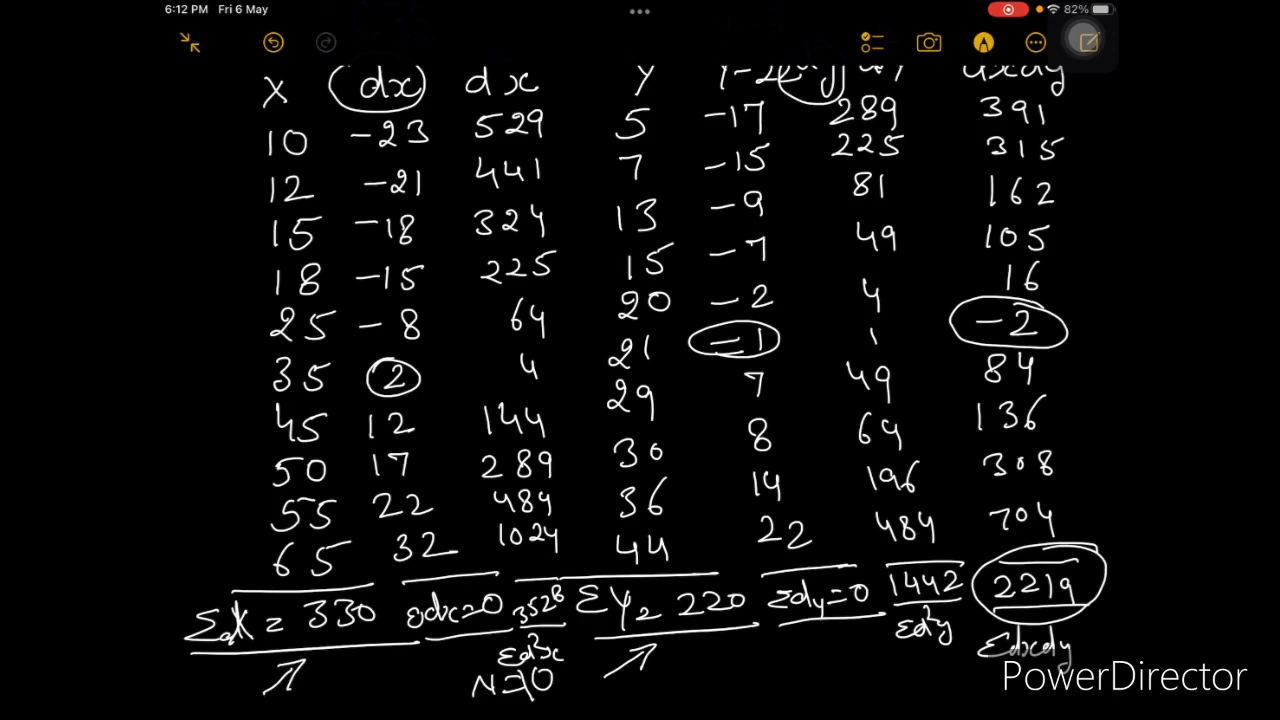 6:12 PM Fri 6 May 82%
X dx dx Y dxdy
10 -23 529 5 -17 289 391
12 -21 441 7 -15 225 315
15 -18 324 13 -9 81 162
18 -15 225 15 -7 49 105
25 -8 64 20 -2 4 16
35 2 4 21 -1 1 -2
45 12 144 29 7 49 84
50 17 289 30 8 64 136
55 22 484 36 14 196 308
65 32 1024 44 22 484 704
= 330 Σdx=0 3528 ΣY = 220 Σdy=0 1442 2219
Σd²x Σd²y Σdxdy
N=10
PowerDirector